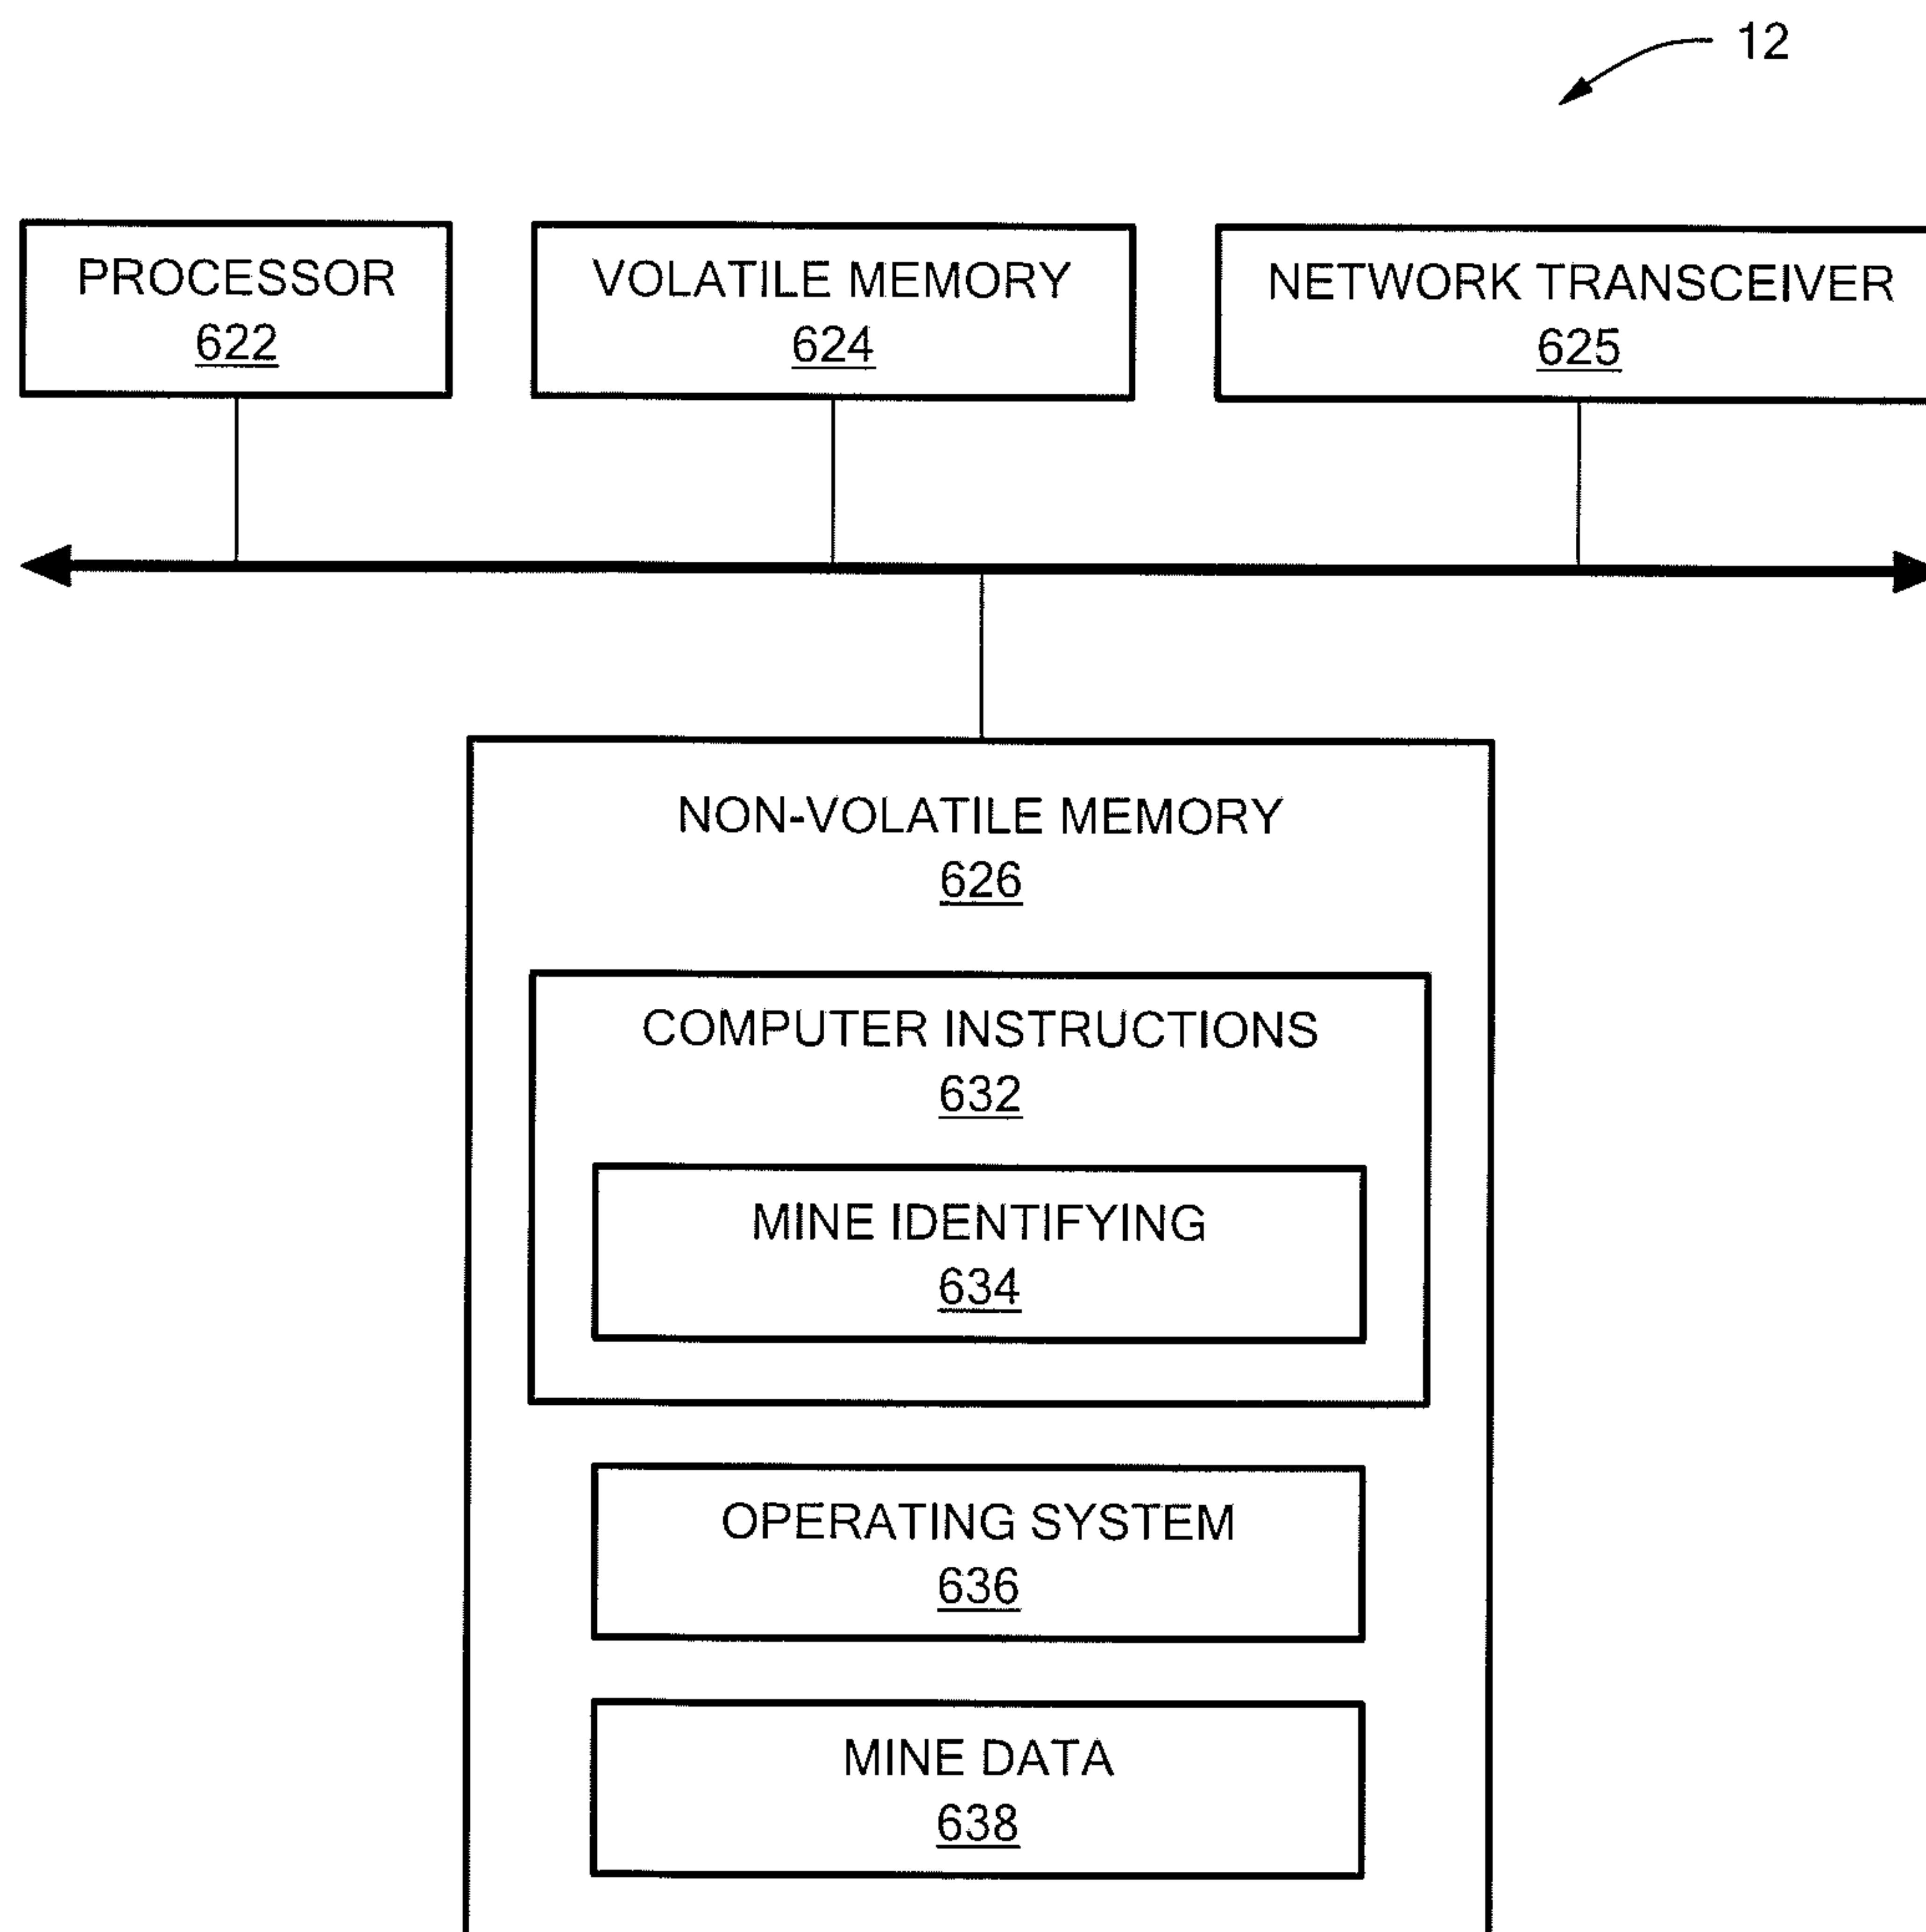 12
PROCESSOR
622
VOLATILE MEMORY
624
NETWORK TRANSCEIVER
625
NON-VOLATILE MEMORY
626
COMPUTER INSTRUCTIONS
632
MINE IDENTIFYING
634
OPERATING SYSTEM
636
MINE DATA
638